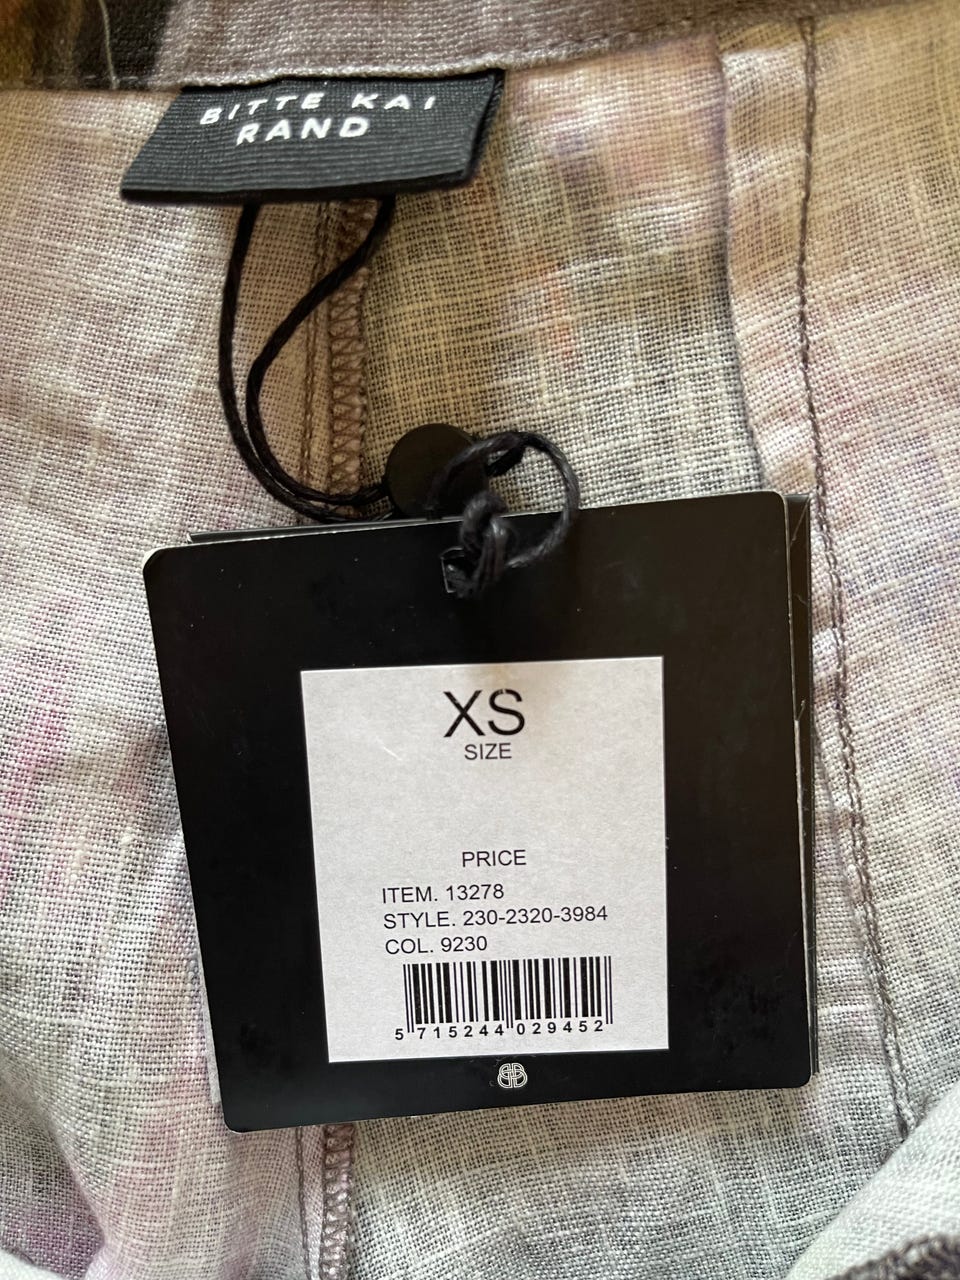 BITTE KAI
RAND
XS
SIZE
PRICE
ITEM. 13278
STYLE. 230-2320-3984
COL. 9230
5 715244 029452